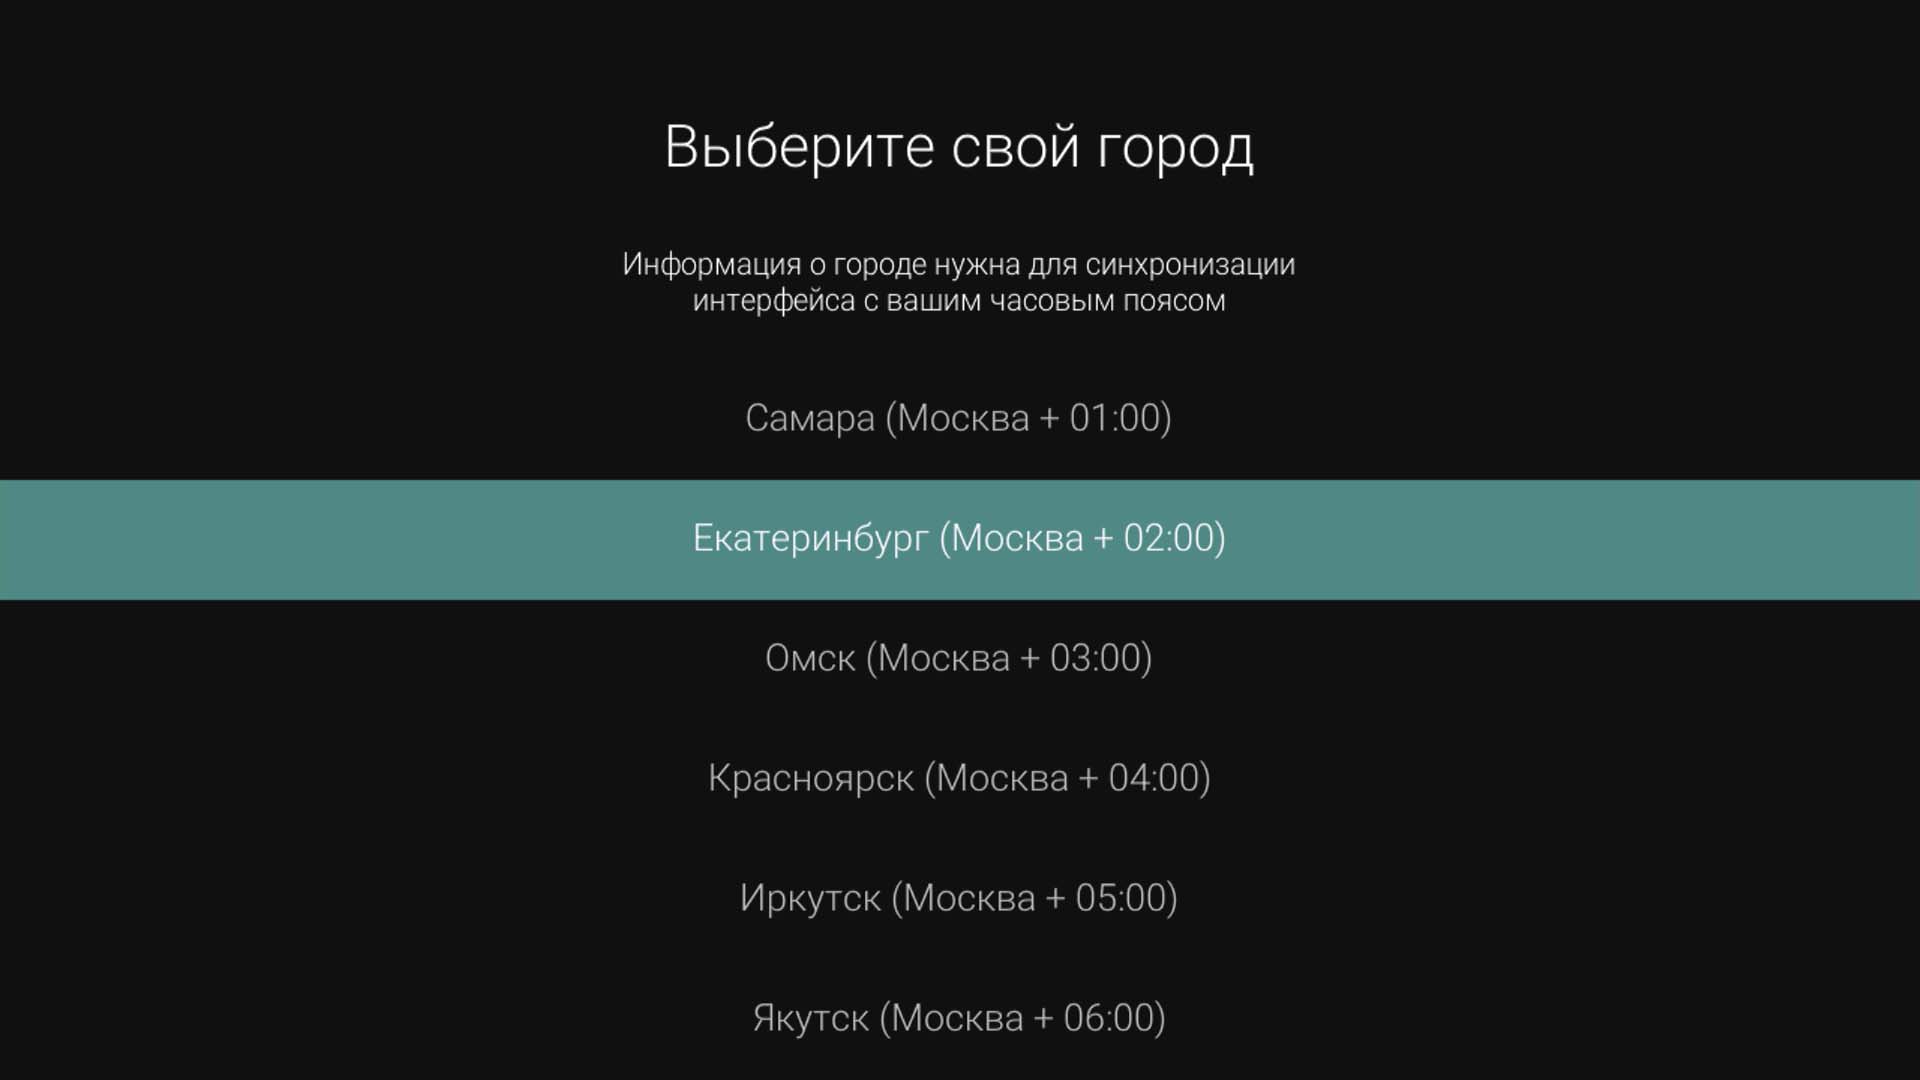 Выберите свой город
Информация о городе нужна для синхронизации
интерфейса с вашим часовым поясом
Самара (Москва + 01:00)
Екатеринбург (Москва + 02:00)
Омск (Москва + 03:00)
Красноярск (Москва + 04:00)
Иркутск (Москва + 05:00)
Якутск (Москва + 06:00)